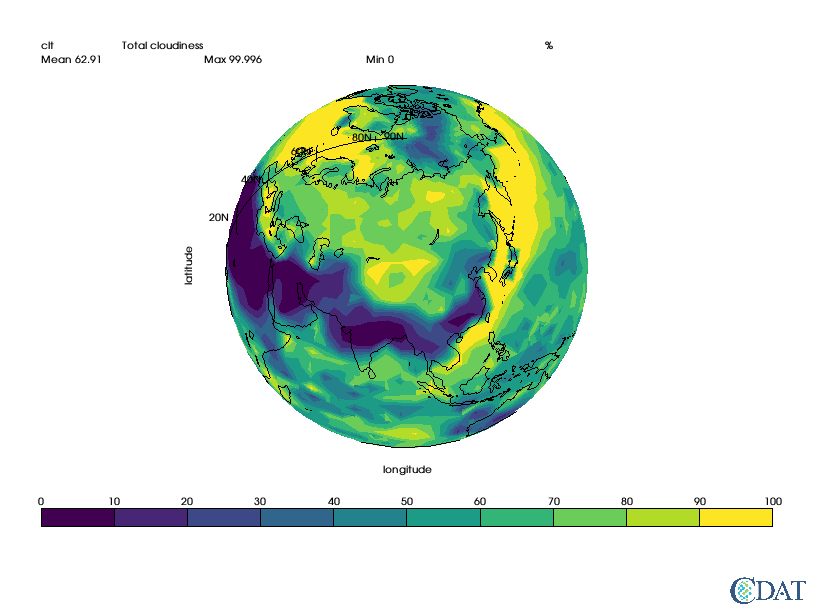 clt Total cloudiness %
Mean 62.91 Max 99.996 Min 0
80N 90N
40N
20N
latitude
longitude
0 10 20 30 40 50 60 70 80 90 100
CDAT